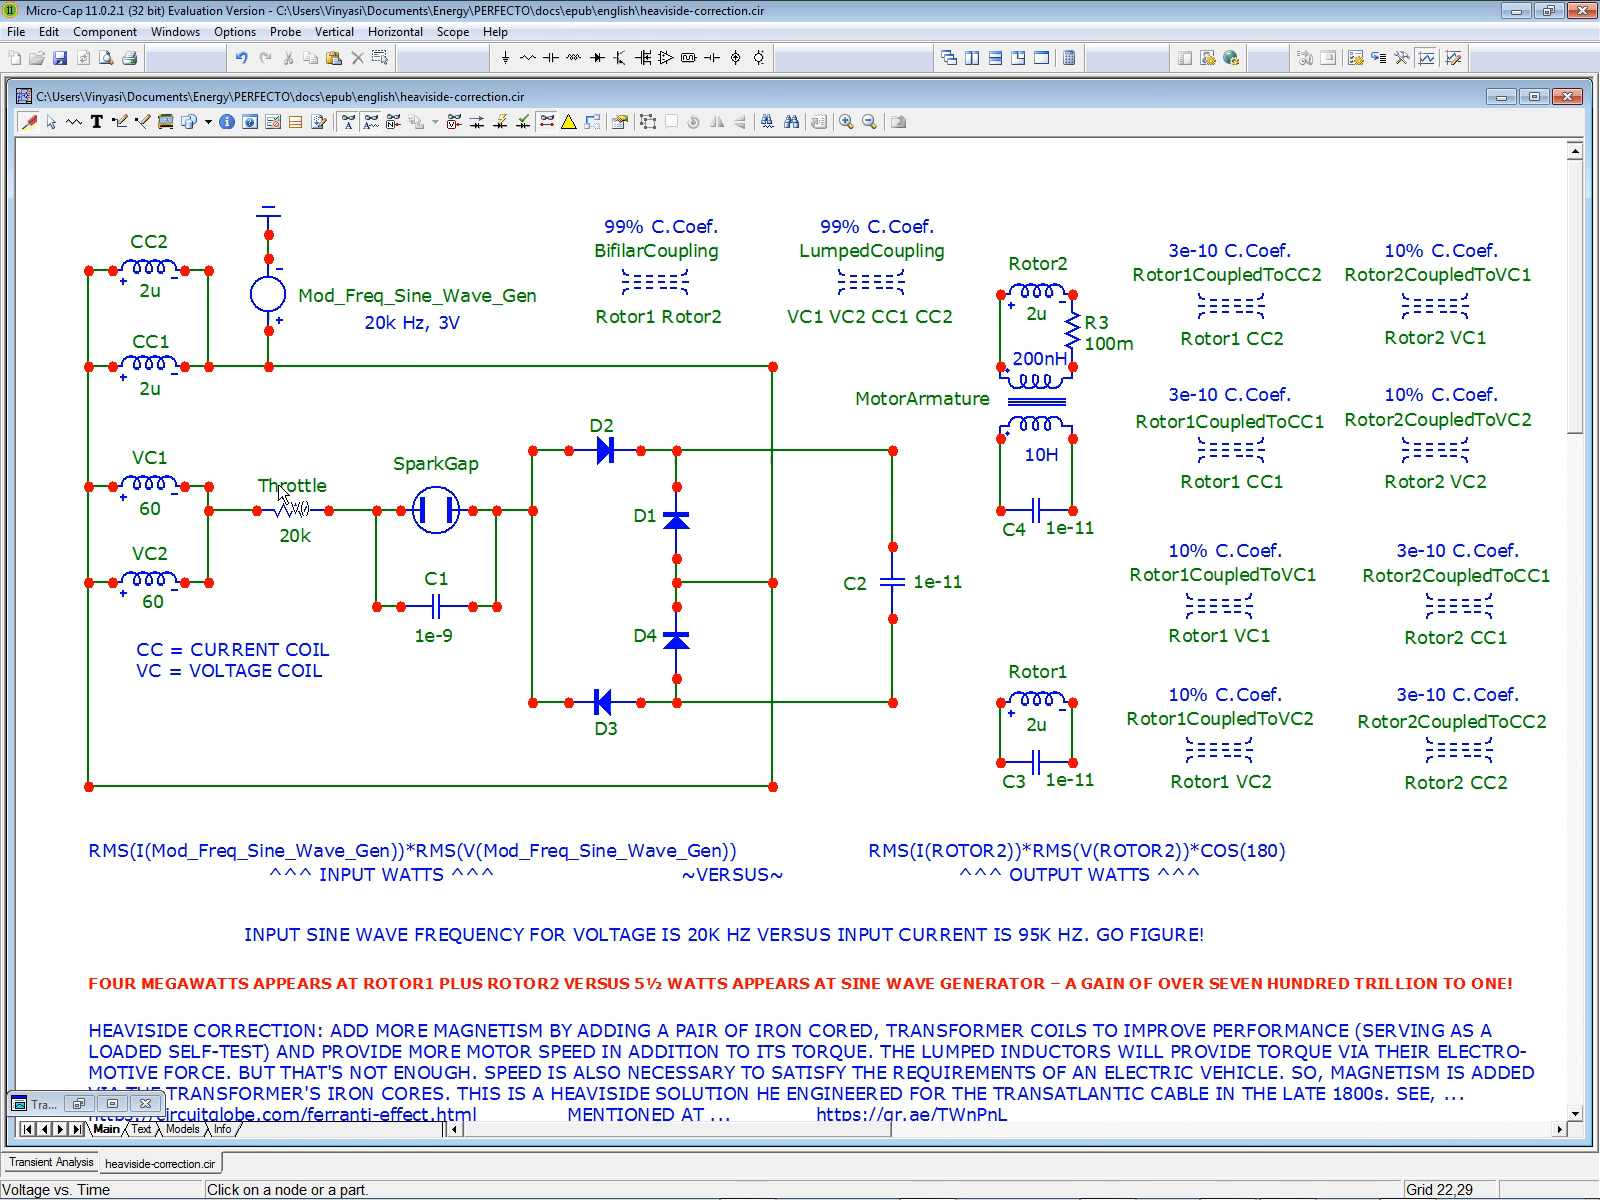 Micro-Cap 11.0.2.1 (32 bit) Evaluation Version - C:\Users\Vinyasi\Documents\Energy\PERFECTO\docs\epub\english\heaviside-correction.cir
File Edit Component Windows Options Probe Vertical Horizontal Scope Help
C:\Users\Vinyasi\Documents\Energy\PERFECTO\docs\epub\english\heaviside-correction.cir
CC2
2u
CC1
2u
Mod_Freq_Sine_Wave_Gen
20k Hz, 3V
99% C.Coef.
BifilarCoupling
Rotor1 Rotor2
99% C.Coef.
LumpedCoupling
VC1 VC2 CC1 CC2
Rotor2
2u
R3
100m
200nH
MotorArmature
10H
C4 1e-11
3e-10 C.Coef.
Rotor1CoupledToCC2
Rotor1 CC2
10% C.Coef.
Rotor2CoupledToVC1
Rotor2 VC1
3e-10 C.Coef.
Rotor1CoupledToCC1
Rotor1 CC1
10% C.Coef.
Rotor2CoupledToVC2
Rotor2 VC2
VC1
60
VC2
60
Throttle
20k
SparkGap
C1
1e-9
D2
D1
D4
D3
C2 1e-11
CC = CURRENT COIL
VC = VOLTAGE COIL
10% C.Coef.
Rotor1CoupledToVC1
Rotor1 VC1
3e-10 C.Coef.
Rotor2CoupledToCC1
Rotor2 CC1
Rotor1
2u
C3 1e-11
10% C.Coef.
Rotor1CoupledToVC2
Rotor1 VC2
3e-10 C.Coef.
Rotor2CoupledToCC2
Rotor2 CC2
RMS(I(Mod_Freq_Sine_Wave_Gen))*RMS(V(Mod_Freq_Sine_Wave_Gen)) RMS(I(ROTOR2))*RMS(V(ROTOR2))*COS(180)
^^^ INPUT WATTS ^^^ ~VERSUS~ ^^^ OUTPUT WATTS ^^^
INPUT SINE WAVE FREQUENCY FOR VOLTAGE IS 20K HZ VERSUS INPUT CURRENT IS 95K HZ. GO FIGURE!
FOUR MEGAWATTS APPEARS AT ROTOR1 PLUS ROTOR2 VERSUS 5½ WATTS APPEARS AT SINE WAVE GENERATOR – A GAIN OF OVER SEVEN HUNDRED TRILLION TO ONE!
HEAVISIDE CORRECTION: ADD MORE MAGNETISM BY ADDING A PAIR OF IRON CORED, TRANSFORMER COILS TO IMPROVE PERFORMANCE (SERVING AS A
LOADED SELF-TEST) AND PROVIDE MORE MOTOR SPEED IN ADDITION TO ITS TORQUE. THE LUMPED INDUCTORS WILL PROVIDE TORQUE VIA THEIR ELECTRO-
MOTIVE FORCE. BUT THAT'S NOT ENOUGH. SPEED IS ALSO NECESSARY TO SATISFY THE REQUIREMENTS OF AN ELECTRIC VEHICLE. SO, MAGNETISM IS ADDED
VIA THE TRANSFORMER'S IRON CORES. THIS IS A HEAVISIDE SOLUTION HE ENGINEERED FOR THE TRANSATLANTIC CABLE IN THE LATE 1800s. SEE, ...
https://circuitglobe.com/ferranti-effect.html MENTIONED AT ... https://qr.ae/TWnPnL
Tra...
Main Text Models Info
Transient Analysis heaviside-correction.cir
Voltage vs. Time Click on a node or a part. Grid 22,29